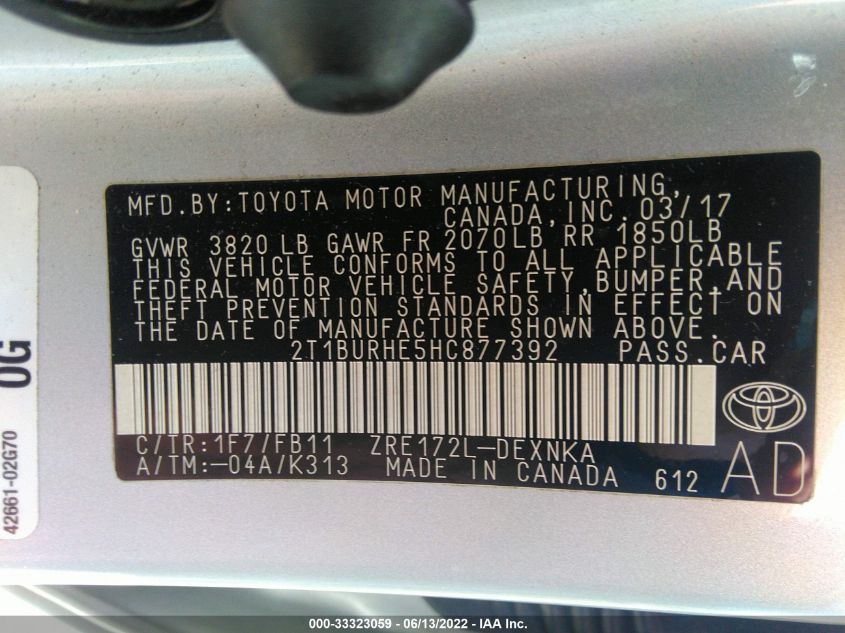 MFD.BY:TOYOTA MOTOR MANUFACTURING,
CANADA,INC. 03/17
GVWR 3820 LB GAWR FR 2070LB RR 1850LB
THIS VEHICLE CONFORMS TO ALL APPLICABLE
FEDERAL MOTOR VEHICLE SAFETY,BUMPER,AND
THEFT PREVENTION STANDARDS IN EFFECT ON
THE DATE OF MANUFACTURE SHOWN ABOVE.
2T1BURHE5HC877392 PASS.CAR
C/TR:1F7/FB11 ZRE172L-DEXNKA
A/TM:-04A/K313 MADE IN CANADA 612
AD
0G
42661-02G70
000-33323059 - 06/13/2022 - IAA Inc.